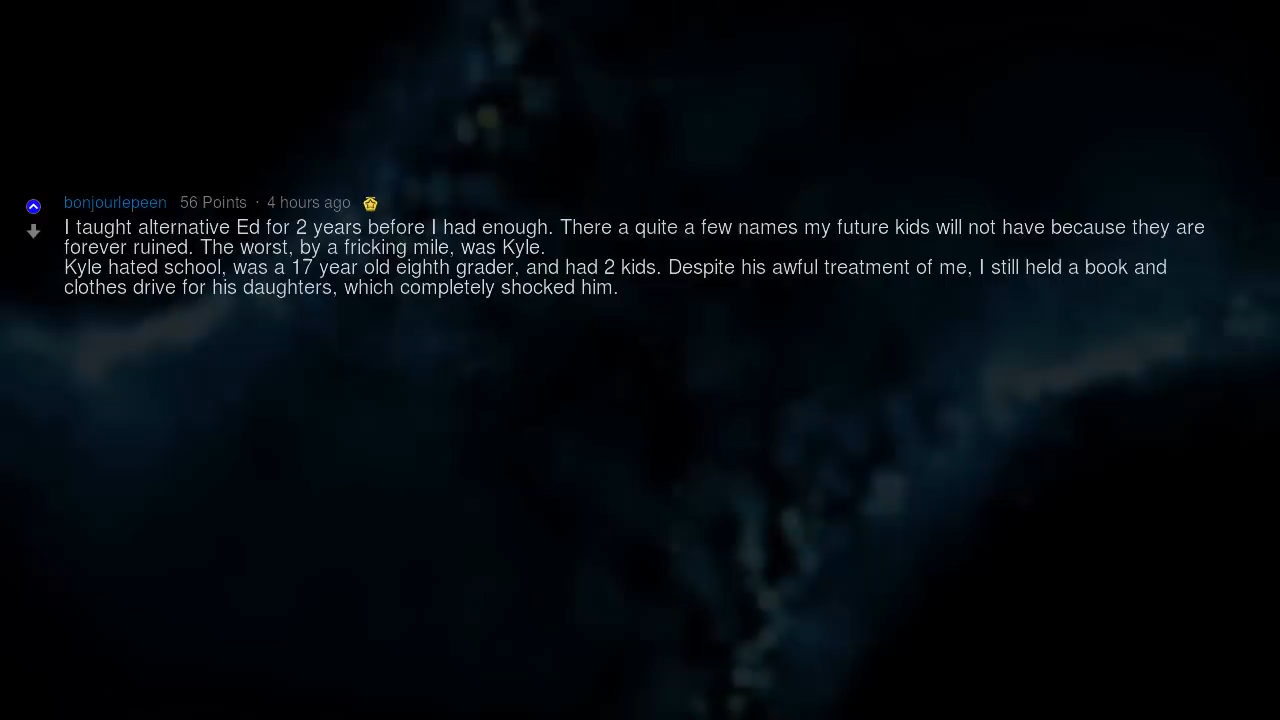 bonjourlepeen 56 Points · 4 hours ago
I taught alternative Ed for 2 years before I had enough. There a quite a few names my future kids will not have because they are
forever ruined. The worst, by a fricking mile, was Kyle.
Kyle hated school, was a 17 year old eighth grader, and had 2 kids. Despite his awful treatment of me, I still held a book and
clothes drive for his daughters, which completely shocked him.